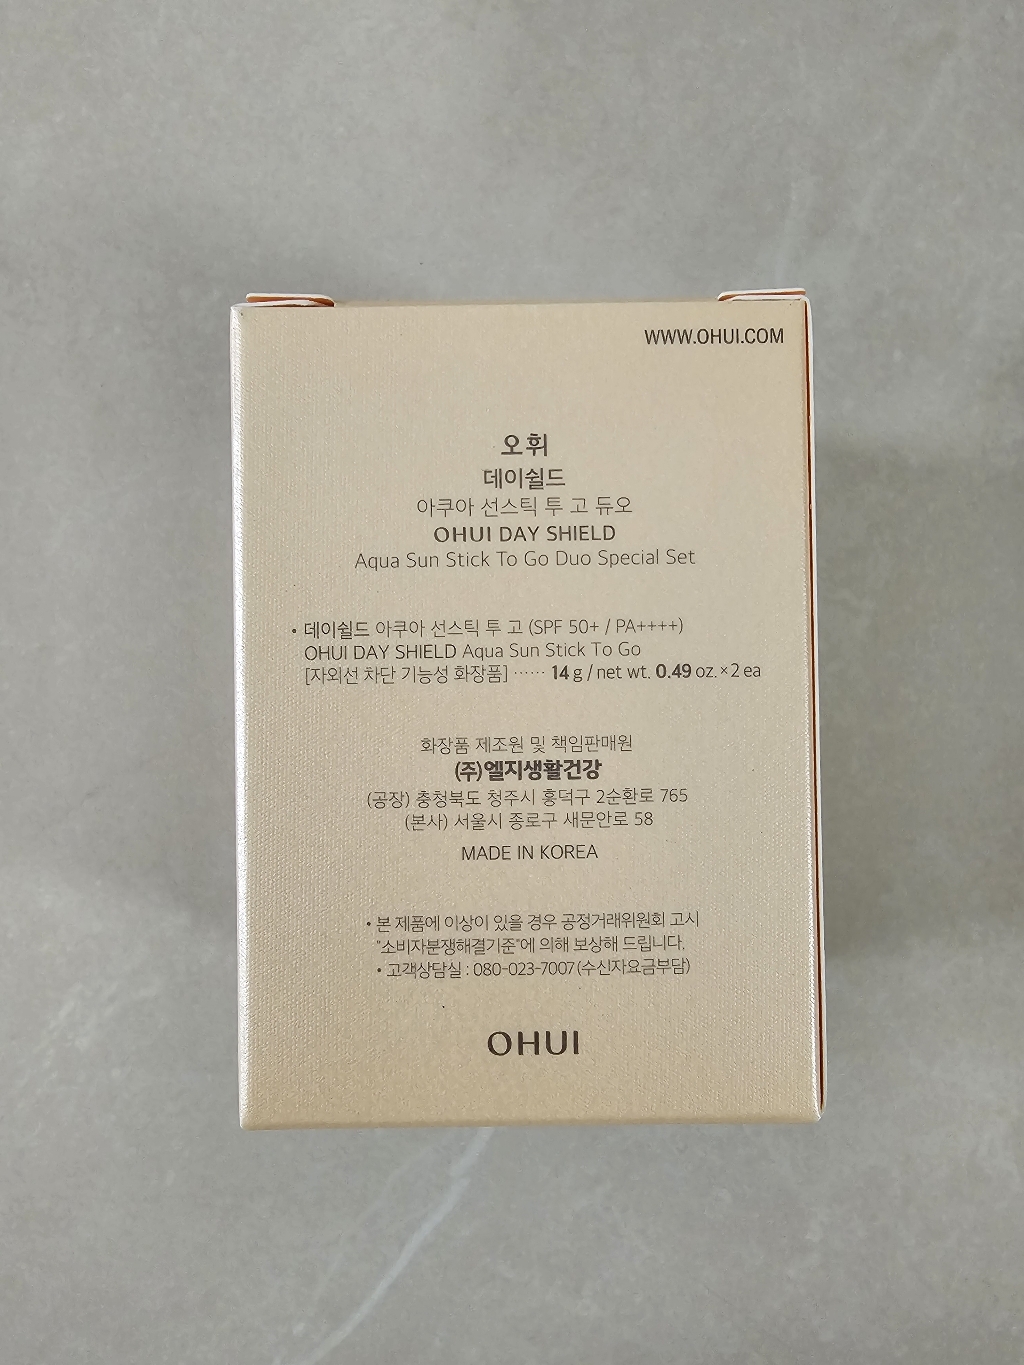 WWW.OHUI.COM
오휘
데이쉴드
아쿠아 선스틱 투 고 듀오
OHUI DAY SHIELD
Aqua Sun Stick To Go Duo Special Set
• 데이쉴드 아쿠아 선스틱 투 고 (SPF 50+ / PA++++)
OHUI DAY SHIELD Aqua Sun Stick To Go
[자외선 차단 기능성 화장품] ······ 14 g / net wt. 0.49 oz. × 2 ea
화장품 제조원 및 책임판매원
(주)엘지생활건강
(공장) 충청북도 청주시 흥덕구 2순환로 765
(본사) 서울시 종로구 새문안로 58
MADE IN KOREA
• 본 제품에 이상이 있을 경우 공정거래위원회 고시
"소비자분쟁해결기준"에 의해 보상해 드립니다.
• 고객상담실 : 080-023-7007 (수신자요금부담)
OHUI